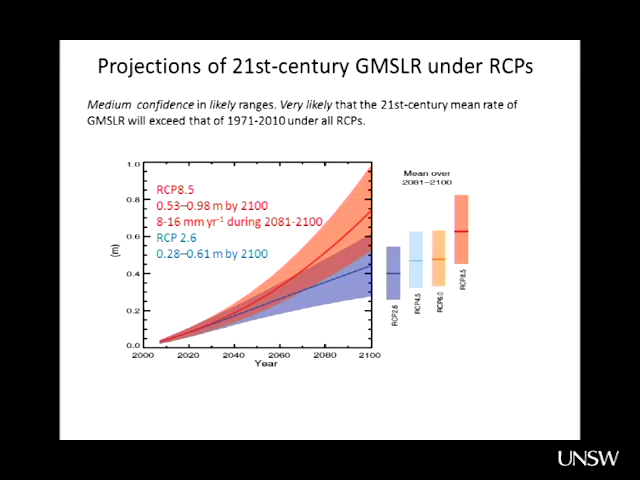 Projections of 21st-century GMSLR under RCPs
Medium confidence in likely ranges. Very likely that the 21st-century mean rate of
GMSLR will exceed that of 1971-2010 under all RCPs.
1.0
0.8
0.6
0.4
0.2
0.0
(m)
RCP8.5
0.53–0.98 m by 2100
8-16 mm yr⁻¹ during 2081-2100
RCP 2.6
0.28–0.61 m by 2100
2000 2020 2040 2060 2080 2100
Year
Mean over
2081–2100
RCP2.6
RCP4.5
RCP6.0
RCP8.5
UNSW